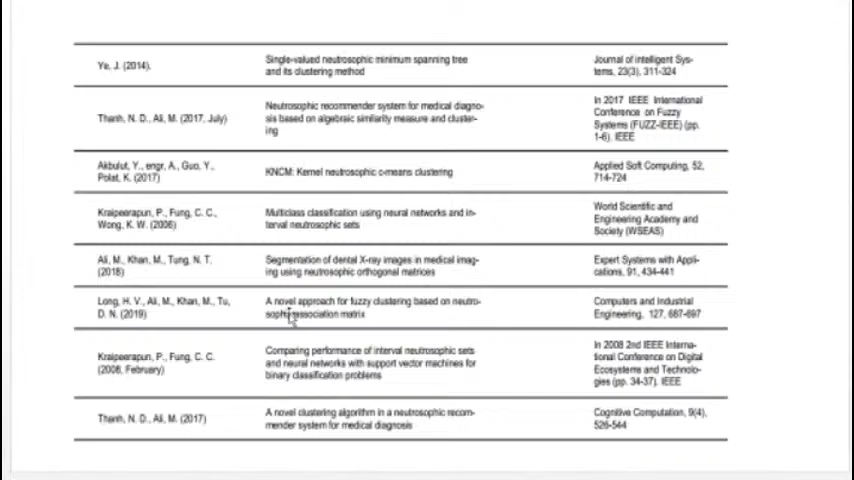 Ye, J. (2014).
Single-valued neutrosophic minimum spanning tree
and its clustering method
Journal of Intelligent Sys-
tems, 23(3), 311-324
Thanh, N. D., Ali, M. (2017, July)
Neutrosophic recommender system for medical diagno-
sis based on algebraic similarity measure and cluster-
ing
In 2017 IEEE International
Conference on Fuzzy
Systems (FUZZ-IEEE) (pp.
1-6). IEEE
Akbulut, Y., engr, A., Guo, Y.,
Polat, K. (2017)
KNCM: Kernel neutrosophic c-means clustering
Applied Soft Computing, 52,
714-724
Kraipeerapun, P., Fung, C. C.,
Wong, K. W. (2006)
Multiclass classification using neural networks and in-
terval neutrosophic sets
World Scientific and
Engineering Academy and
Society (WSEAS)
Ali, M., Khan, M., Tung, N. T.
(2018)
Segmentation of dental X-ray images in medical imag-
ing using neutrosophic orthogonal matrices
Expert Systems with Appli-
cations, 91, 434-441
Long, H. V., Ali, M., Khan, M., Tu,
D. N. (2019)
A novel approach for fuzzy clustering based on neutro-
sophic association matrix
Computers and Industrial
Engineering, 127, 687-697
Kraipeerapun, P., Fung, C. C.
(2008, February)
Comparing performance of interval neutrosophic sets
and neural networks with support vector machines for
binary classification problems
In 2008 2nd IEEE Interna-
tional Conference on Digital
Ecosystems and Technolo-
gies (pp. 34-37). IEEE
Thanh, N. D., Ali, M. (2017)
A novel clustering algorithm in a neutrosophic recom-
mender system for medical diagnosis
Cognitive Computation, 9(4),
526-544